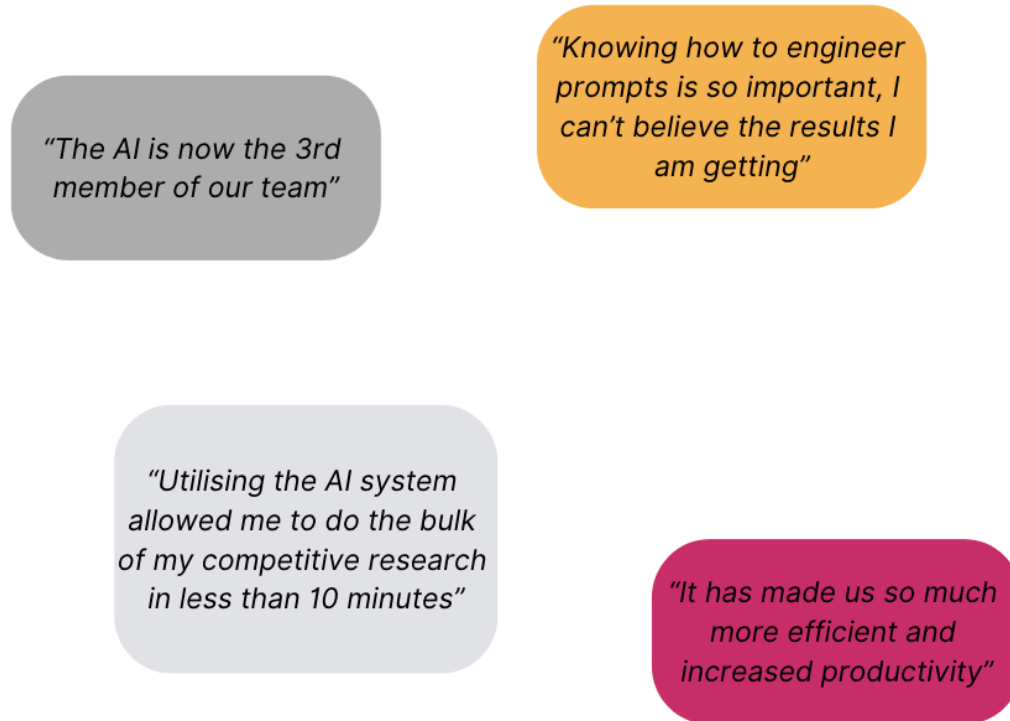 “Knowing how to engineer
prompts is so important, I
can’t believe the results I
am getting”
“The AI is now the 3rd
member of our team”
“Utilising the AI system
allowed me to do the bulk
of my competitive research
in less than 10 minutes”
“It has made us so much
more efficient and
increased productivity”